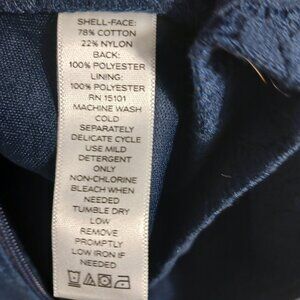 SHELL-FACE:
78% COTTON
22% NYLON
BACK:
100% POLYESTER
LINING:
100% POLYESTER
RN 15101
MACHINE WASH
COLD
SEPARATELY
DELICATE CYCLE
USE MILD
DETERGENT
ONLY
NON-CHLORINE
BLEACH WHEN
NEEDED
TUMBLE DRY
LOW
REMOVE
PROMPTLY
LOW IRON IF
NEEDED